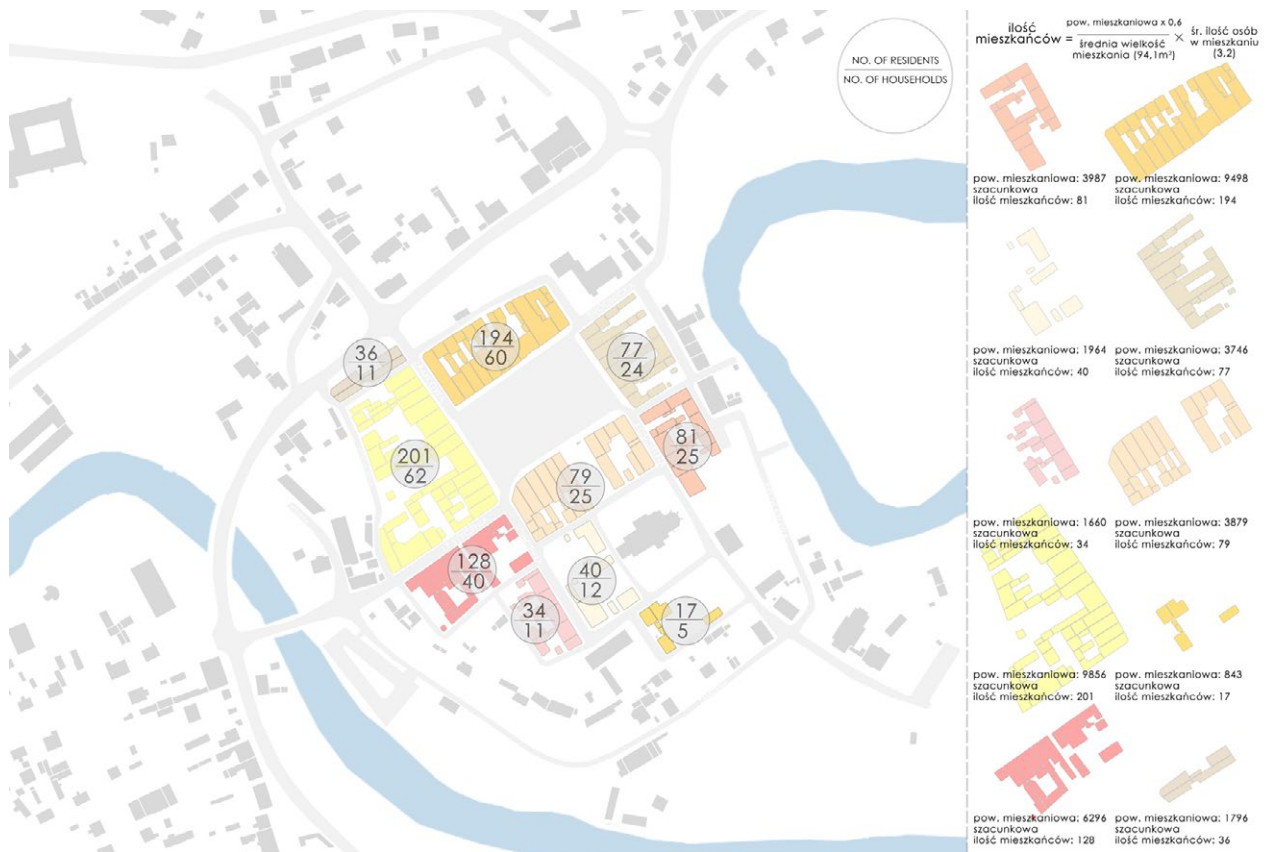 NO. OF RESIDENTS
NO. OF HOUSEHOLDS
36
11
194
60
77
24
201
62
81
25
79
25
128
40
40
12
34
11
17
5
ilość mieszkańców = pow. mieszkaniowa x 0,6 / średnia wielkość mieszkania (94,1m²) × śr. ilość osób w mieszkaniu (3,2)
pow. mieszkaniowa: 3987
szacunkowa
ilość mieszkańców: 81
pow. mieszkaniowa: 9498
szacunkowa
ilość mieszkańców: 194
pow. mieszkaniowa: 1964
szacunkowa
ilość mieszkańców: 40
pow. mieszkaniowa: 3746
szacunkowa
ilość mieszkańców: 77
pow. mieszkaniowa: 1660
szacunkowa
ilość mieszkańców: 34
pow. mieszkaniowa: 3879
szacunkowa
ilość mieszkańców: 79
pow. mieszkaniowa: 9856
szacunkowa
ilość mieszkańców: 201
pow. mieszkaniowa: 843
szacunkowa
ilość mieszkańców: 17
pow. mieszkaniowa: 6296
szacunkowa
ilość mieszkańców: 128
pow. mieszkaniowa: 1796
szacunkowa
ilość mieszkańców: 36